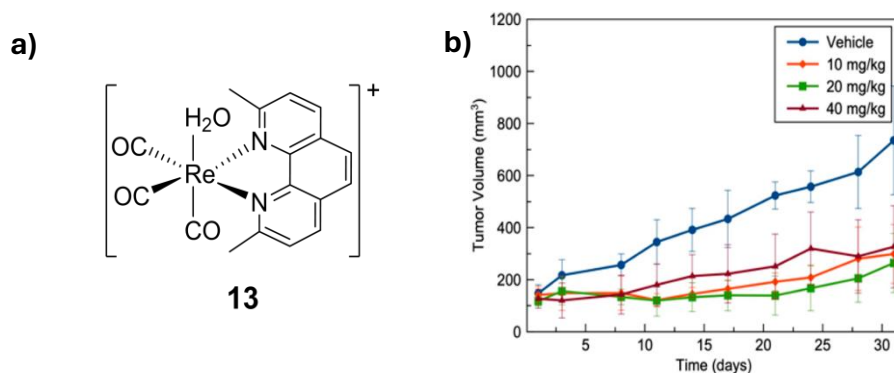 a)
+
H₂O
OC
N
Re
OC
N
CO
13
b)
1200
1000
800
600
400
200
0
Tumor Volume (mm³)
Vehicle
10 mg/kg
20 mg/kg
40 mg/kg
5
10
15
20
25
30
Time (days)